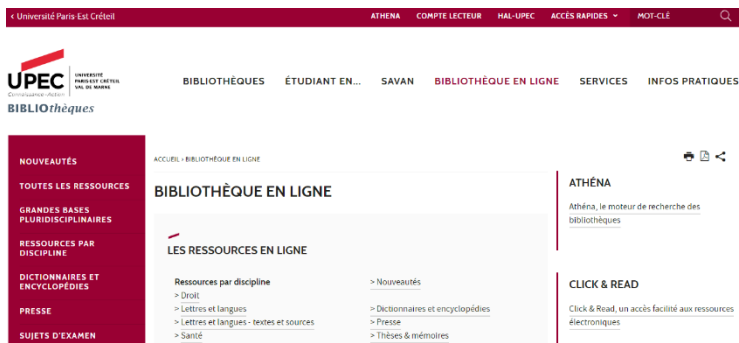 ‹ Université Paris-Est Créteil
ATHENA COMPTE LECTEUR HAL-UPEC ACCÈS RAPIDES MOT-CLÉ
UPEC
UNIVERSITÉ
PARIS-EST CRÉTEIL
VAL DE MARNE
Connaissance - Action
BIBLIOthèques
BIBLIOTHÈQUES ÉTUDIANT EN... SAVAN BIBLIOTHÈQUE EN LIGNE SERVICES INFOS PRATIQUES
NOUVEAUTÉS
TOUTES LES RESSOURCES
GRANDES BASES
PLURIDISCIPLINAIRES
RESSOURCES PAR
DISCIPLINE
DICTIONNAIRES ET
ENCYCLOPÉDIES
PRESSE
SUJETS D'EXAMEN
ACCUEIL › BIBLIOTHÈQUE EN LIGNE
BIBLIOTHÈQUE EN LIGNE
LES RESSOURCES EN LIGNE
Ressources par discipline
> Droit
> Lettres et langues
> Lettres et langues - textes et sources
> Santé
> Nouveautés
> Dictionnaires et encyclopédies
> Presse
> Thèses & mémoires
ATHÉNA
Athéna, le moteur de recherche des
bibliothèques
CLICK & READ
Click & Read, un accès facilité aux ressources
électroniques